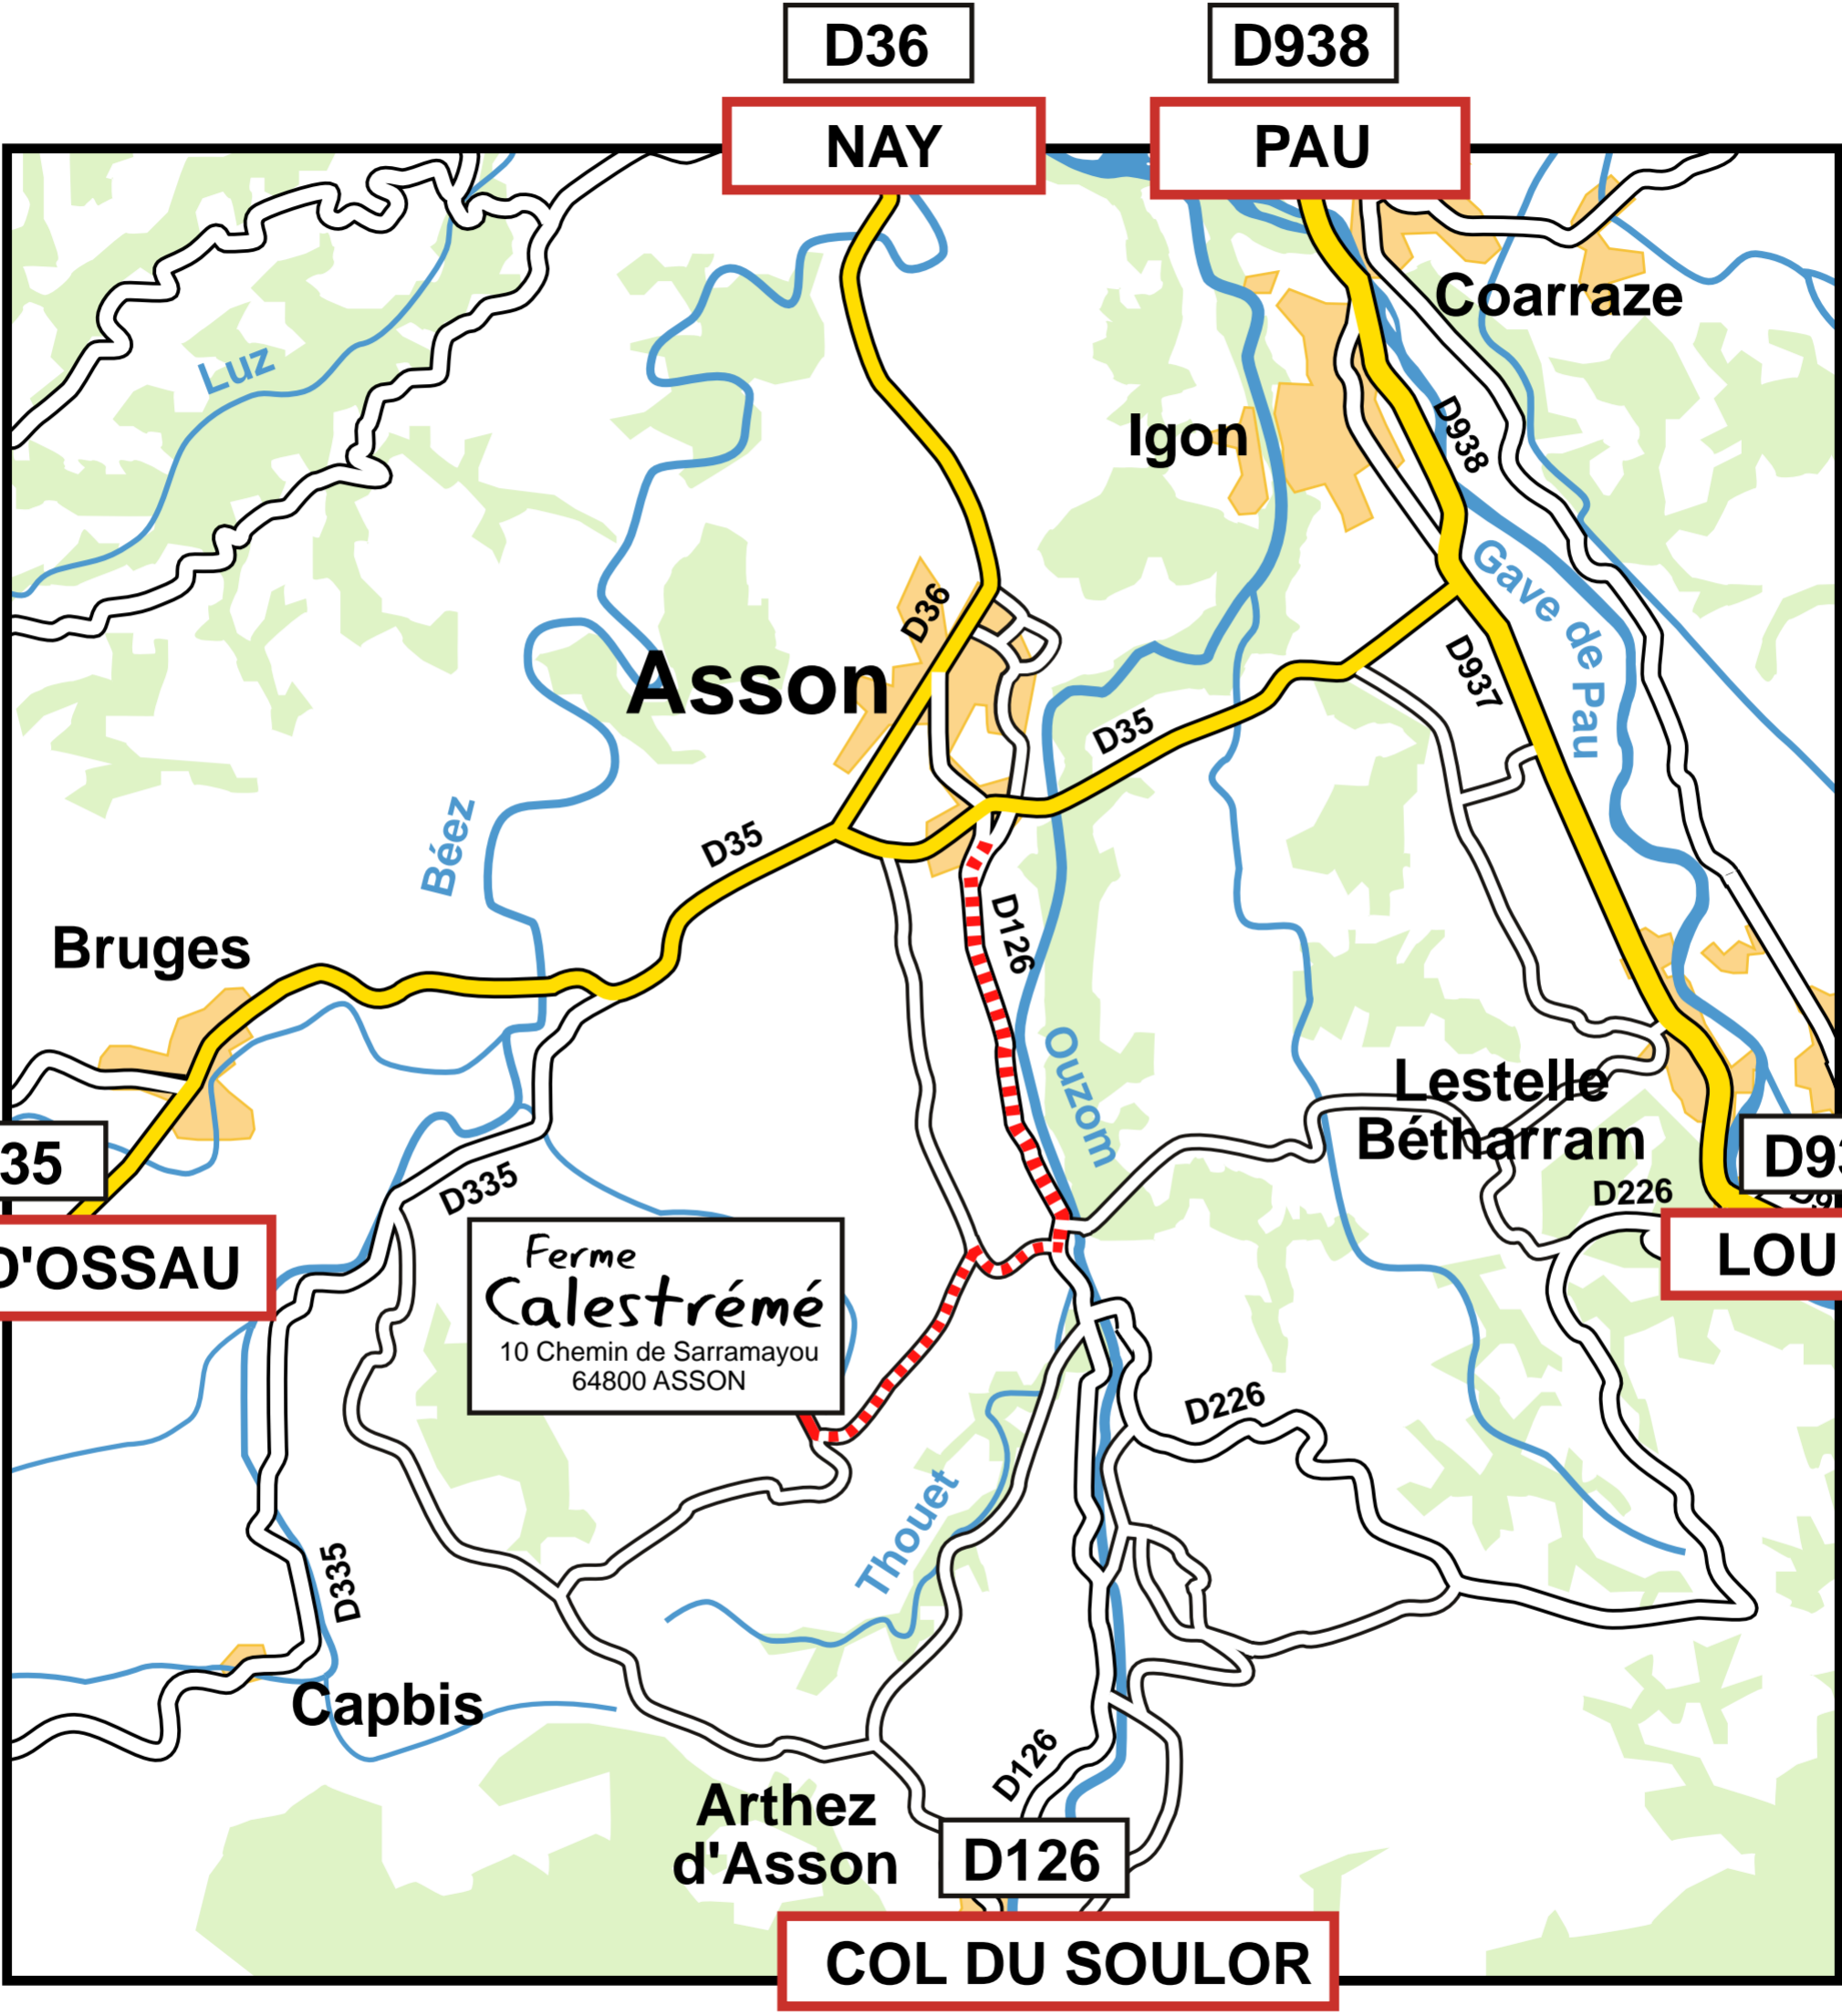 D36
D938
NAY
PAU
Coarraze
Luz
Igon
D938
Gave de Pau
D36
Asson
D937
D35
D35
Béez
D126
Bruges
Ouzom
Lestelle
Bétharram
35
D335
D226
D'OSSAU
LOU
Ferme
Calestrémé
10 Chemin de Sarramayou
64800 ASSON
D226
Thouet
D335
Capbis
D126
Arthez
d'Asson
D126
COL DU SOULOR